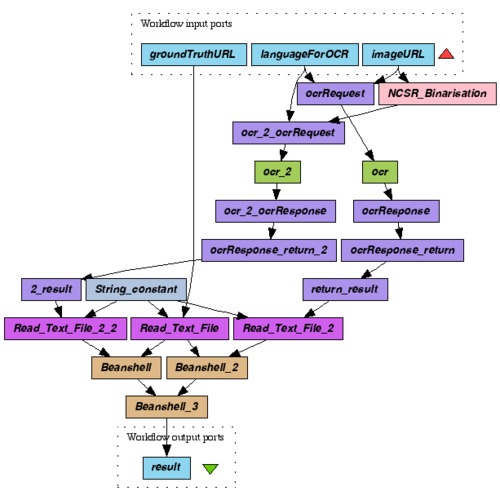 Workflow input ports
groundTruthURL languageForOCR imageURL
ocrRequest NCSR_Binarisation
ocr_2_ocrRequest
ocr_2 ocr
ocr_2_ocrResponse ocrResponse
ocrResponse_return_2 ocrResponse_return
2_result String_constant return_result
Read_Text_File_2_2 Read_Text_File Read_Text_File_2
Beanshell Beanshell_2
Beanshell_3
Workflow output ports
result